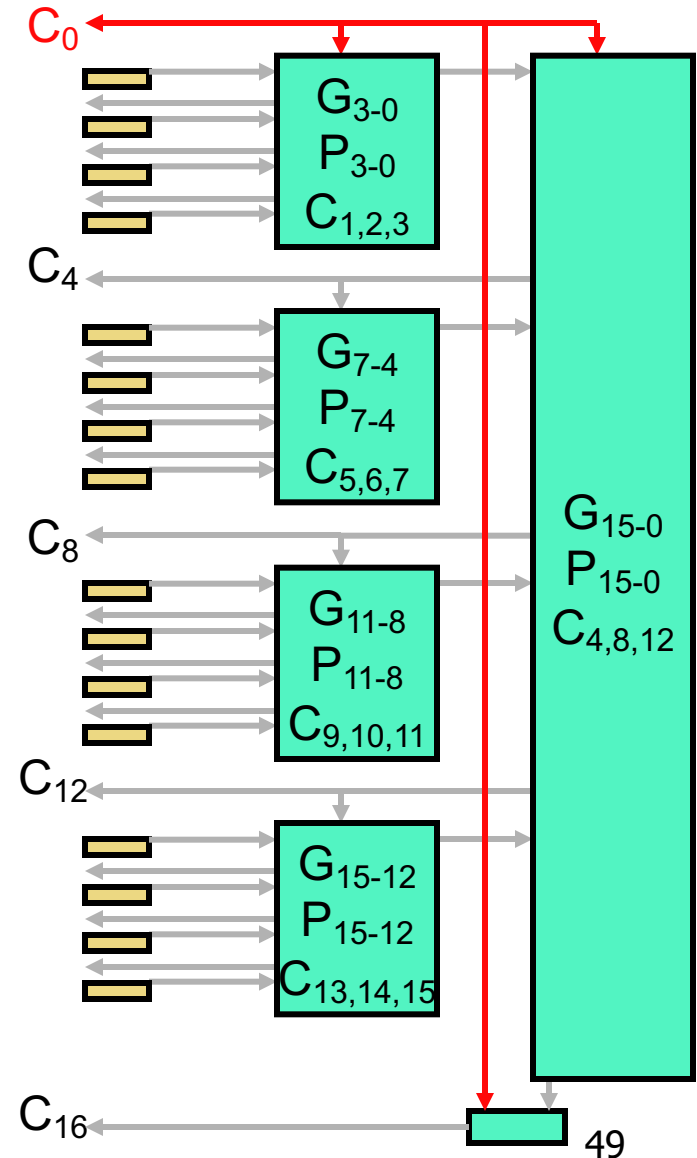 C₀
G₃₋₀
P₃₋₀
C₁,₂,₃
C₄
G₇₋₄
P₇₋₄
C₅,₆,₇
G₁₅₋₀
P₁₅₋₀
C₄,₈,₁₂
C₈
G₁₁₋₈
P₁₁₋₈
C₉,₁₀,₁₁
C₁₂
G₁₅₋₁₂
P₁₅₋₁₂
C₁₃,₁₄,₁₅
C₁₆
49